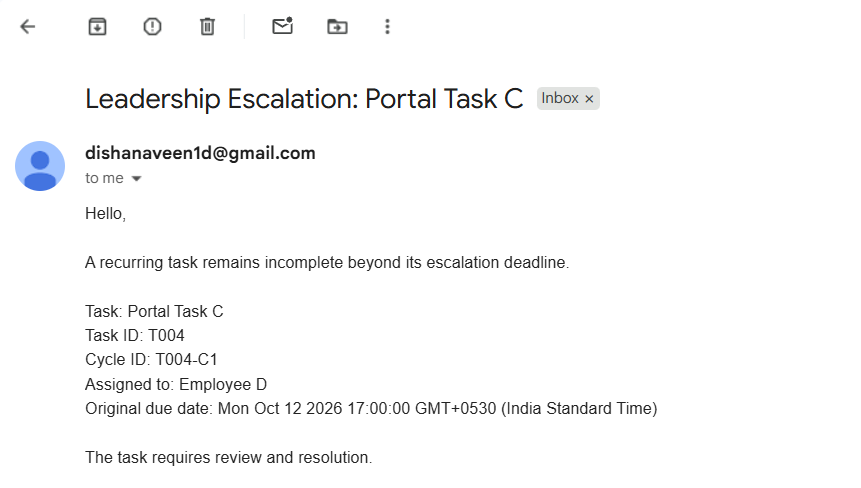 Leadership Escalation: Portal Task C Inbox ×
dishanaveen1d@gmail.com
to me
Hello,
A recurring task remains incomplete beyond its escalation deadline.
Task: Portal Task C
Task ID: T004
Cycle ID: T004-C1
Assigned to: Employee D
Original due date: Mon Oct 12 2026 17:00:00 GMT+0530 (India Standard Time)
The task requires review and resolution.